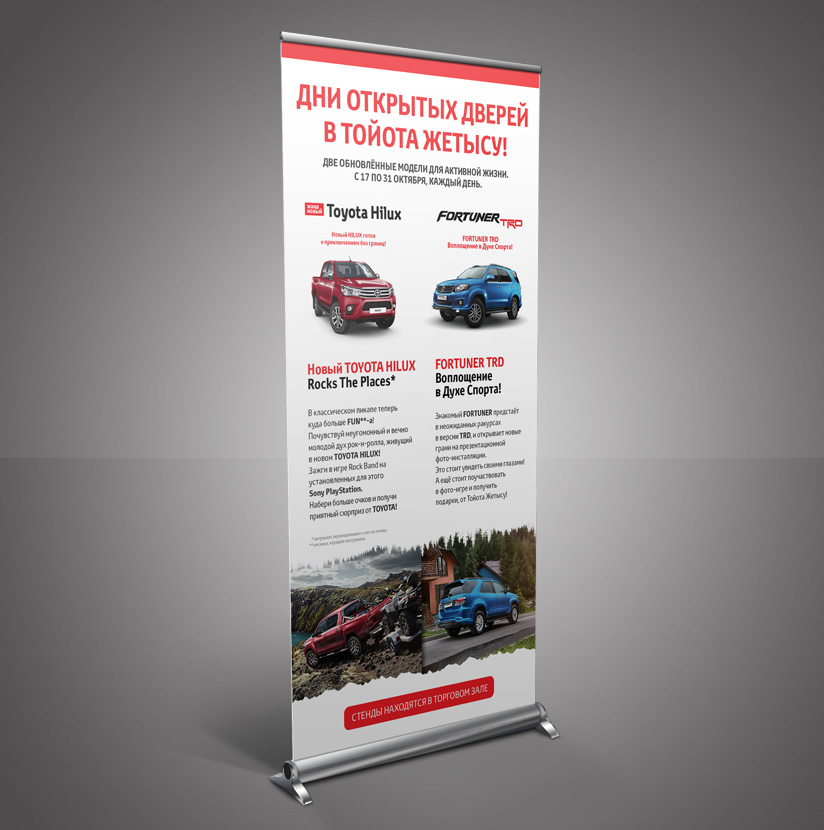 ДНИ ОТКРЫТЫХ ДВЕРЕЙ
В ТОЙОТА ЖЕТЫСУ!
ДВЕ ОБНОВЛЁННЫЕ МОДЕЛИ ДЛЯ АКТИВНОЙ ЖИЗНИ.
С 17 ПО 31 ОКТЯБРЯ, КАЖДЫЙ ДЕНЬ.
Toyota Hilux
Новый HILUX готов
к приключениям без границ!
Новый TOYOTA HILUX
Rocks The Places*
В классическом пикапе теперь
куда больше FUN**-а!
Почувствуй неугомонный и вечно
молодой дух рок-н-ролла, живущий
в новом TOYOTA HILUX!
Зажги в игре Rock Band на
установленных для этого
Sony PlayStation.
Набери больше очков и получи
приятный сюрприз от TOYOTA!
FORTUNER TRD
FORTUNER TRD
Воплощение в Духе Спорта!
FORTUNER TRD
Воплощение
в Духе Спорта!
Знакомый FORTUNER предстаёт
в неожиданных ракурсах
в версии TRD, и открывает новые
грани на презентационной
фото-инсталляции.
Это стоит увидеть своими глазами!
А ещё стоит поучаствовать
в фото-игре и получить
подарки, от Тойота Жетысу!
СТЕНДЫ НАХОДЯТСЯ В ТОРГОВОМ ЗАЛЕ